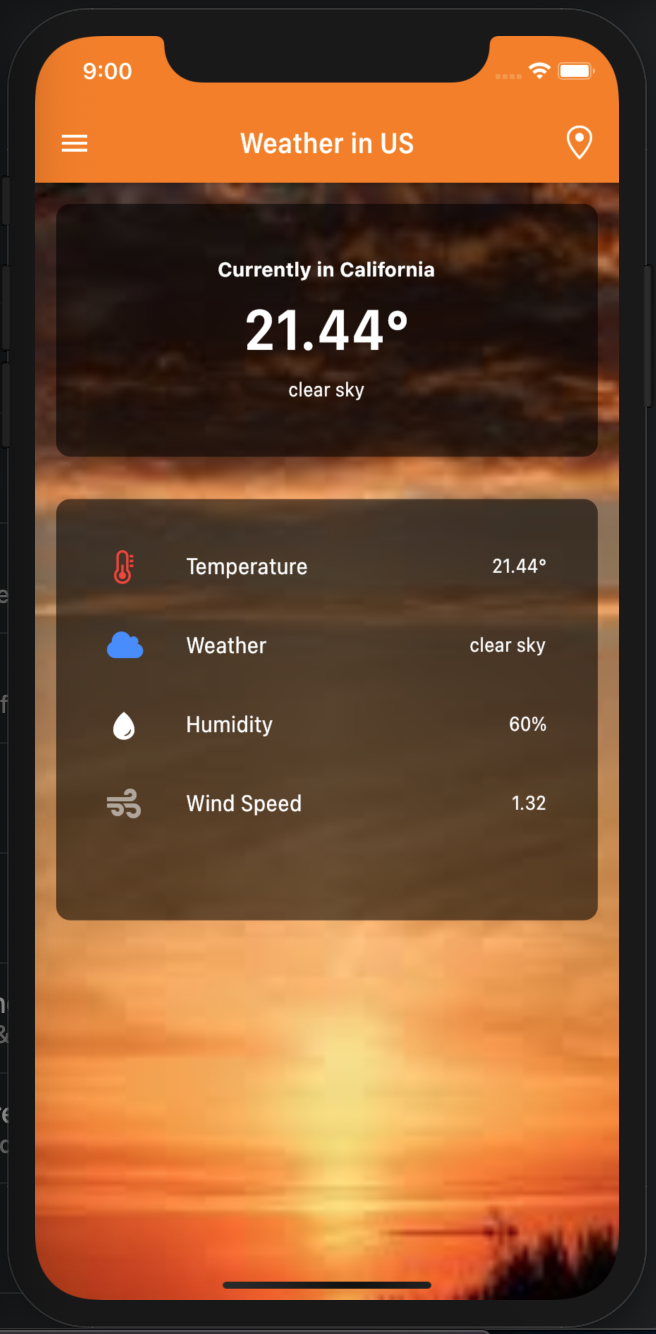 9:00
Weather in US
Currently in California
21.44°
clear sky
Temperature 21.44°
Weather clear sky
Humidity 60%
Wind Speed 1.32